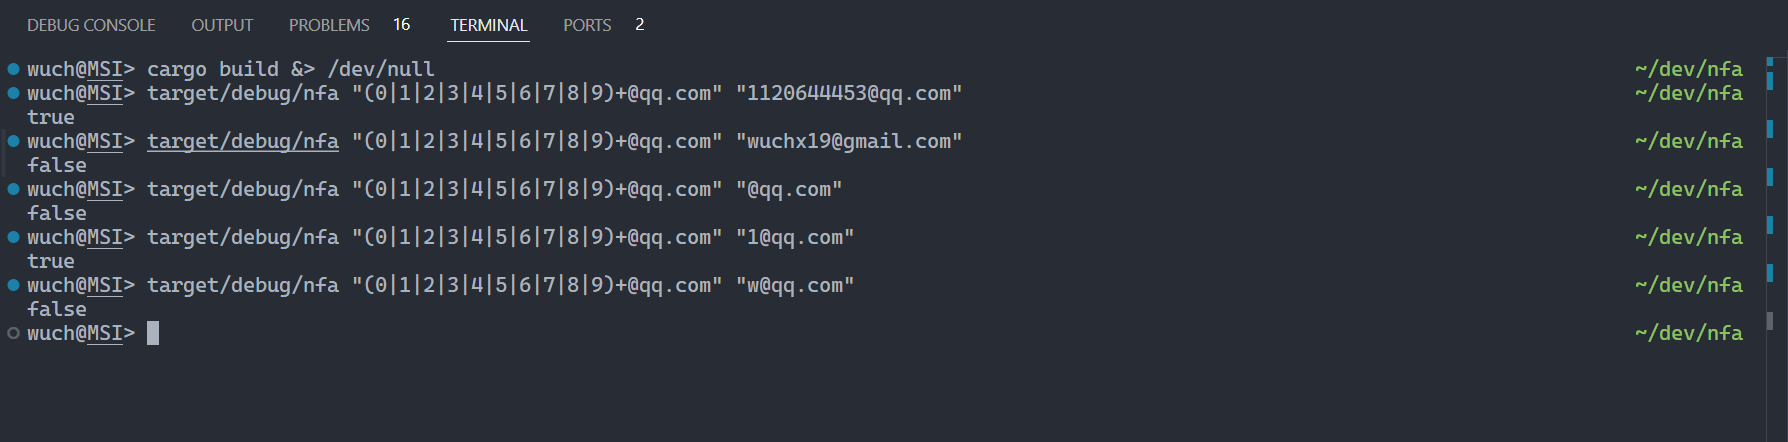 DEBUG CONSOLE OUTPUT PROBLEMS 16 TERMINAL PORTS 2
wuch@MSI> cargo build &> /dev/null ~/dev/nfa
wuch@MSI> target/debug/nfa "(0|1|2|3|4|5|6|7|8|9)+@qq.com" "1120644453@qq.com" ~/dev/nfa
true
wuch@MSI> target/debug/nfa "(0|1|2|3|4|5|6|7|8|9)+@qq.com" "wuchx19@gmail.com" ~/dev/nfa
false
wuch@MSI> target/debug/nfa "(0|1|2|3|4|5|6|7|8|9)+@qq.com" "@qq.com" ~/dev/nfa
false
wuch@MSI> target/debug/nfa "(0|1|2|3|4|5|6|7|8|9)+@qq.com" "1@qq.com" ~/dev/nfa
true
wuch@MSI> target/debug/nfa "(0|1|2|3|4|5|6|7|8|9)+@qq.com" "w@qq.com" ~/dev/nfa
false
wuch@MSI> ~/dev/nfa